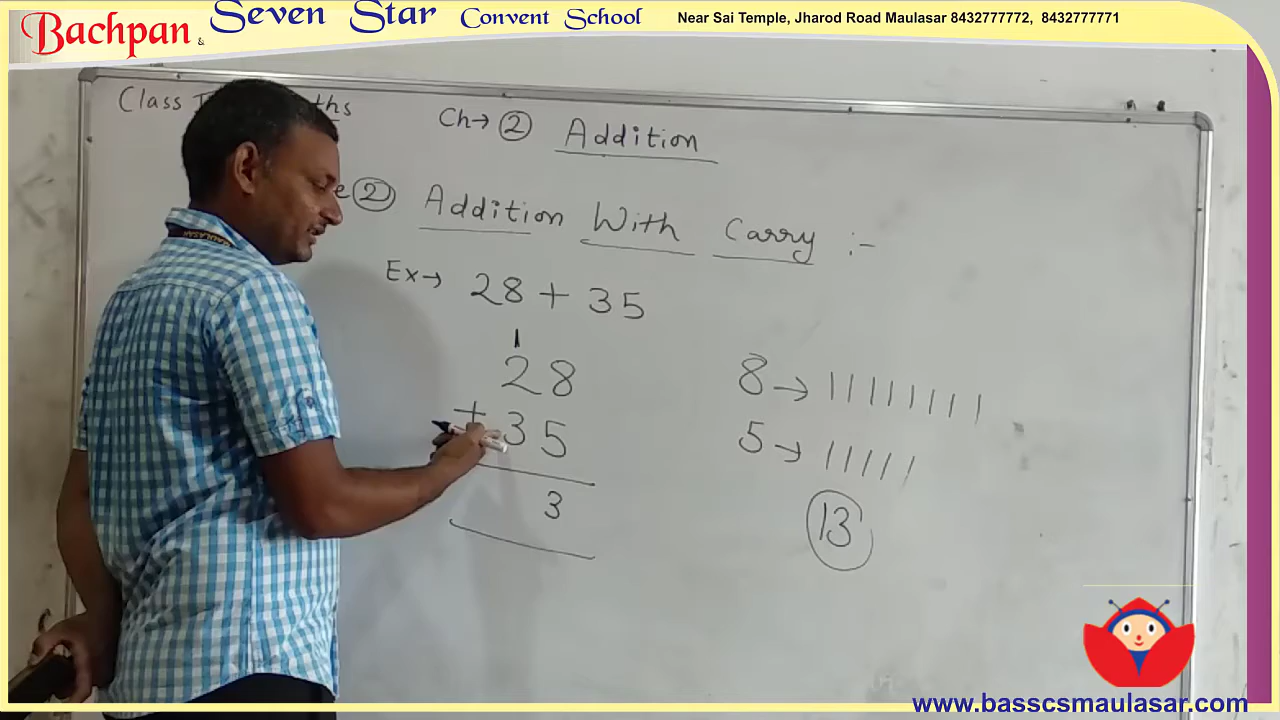 Bachpan & Seven Star Convent School
Near Sai Temple, Jharod Road Maulasar 8432777772, 8432777771
Class
Ch→ 2 Addition
2 Addition With Carry :-
Ex→ 28 + 35
1
28
+ 35
3
8 →
5 →
13
MAULASAR
www.basscsmaulasar.com